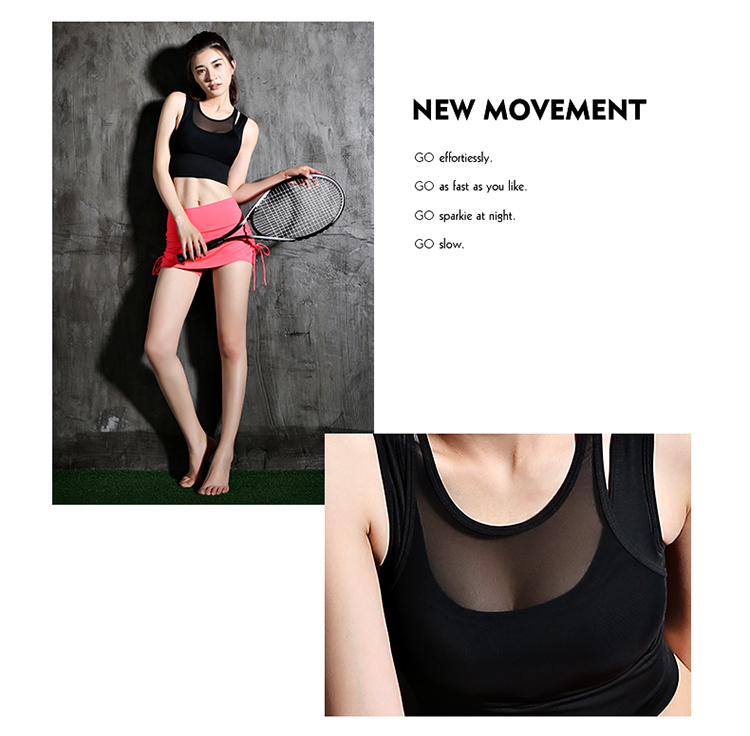 NEW MOVEMENT
GO effortiessly.
GO as fast as you like.
GO sparkie at night.
GO slow.